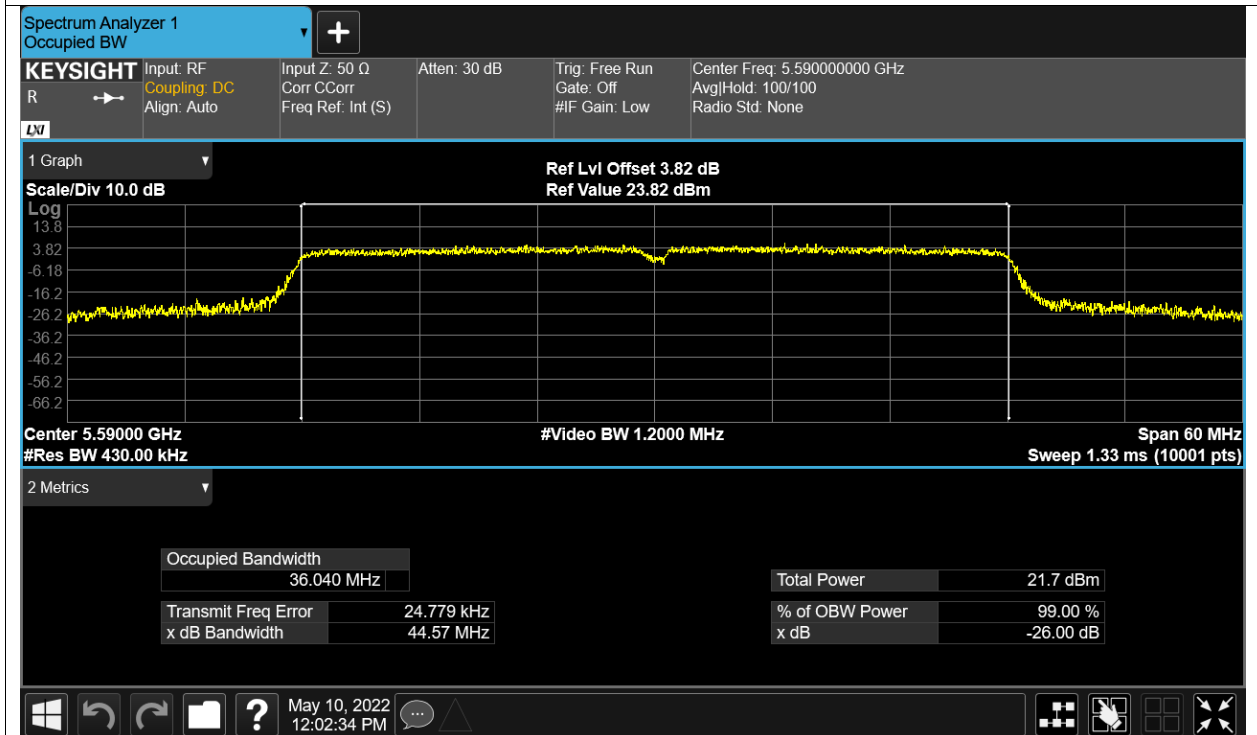 Spectrum Analyzer 1
Occupied BW
▼
+
KEYSIGHT
R
LXI
Input: RF
Coupling: DC
Align: Auto
Input Z: 50 Ω
Corr CCorr
Freq Ref: Int (S)
Atten: 30 dB
Trig: Free Run
Gate: Off
#IF Gain: Low
Center Freq: 5.590000000 GHz
Avg|Hold: 100/100
Radio Std: None
1 Graph ▼
Scale/Div 10.0 dB
Ref Lvl Offset 3.82 dB
Ref Value 23.82 dBm
Log
13.8
3.82
-6.18
-16.2
-26.2
-36.2
-46.2
-56.2
-66.2
Center 5.59000 GHz
#Res BW 430.00 kHz
#Video BW 1.2000 MHz
Span 60 MHz
Sweep 1.33 ms (10001 pts)
2 Metrics ▼
Occupied Bandwidth
36.040 MHz
Transmit Freq Error 24.779 kHz
x dB Bandwidth 44.57 MHz
Total Power 21.7 dBm
% of OBW Power 99.00 %
x dB -26.00 dB
?
May 10, 2022
12:02:34 PM